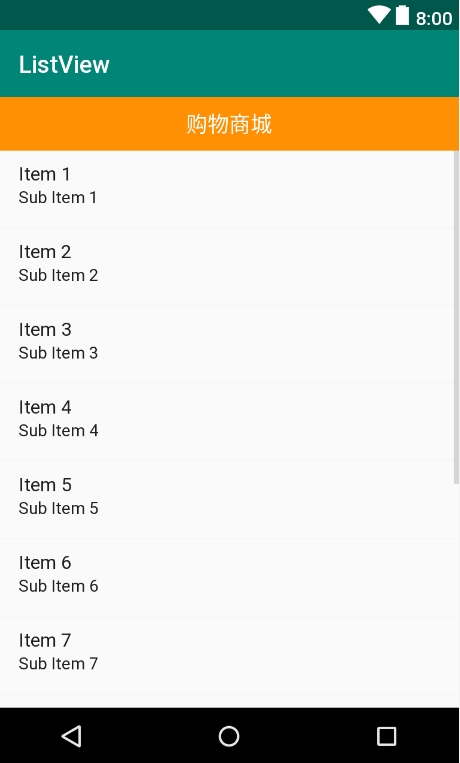 8:00
ListView
购物商城
Item 1
Sub Item 1
Item 2
Sub Item 2
Item 3
Sub Item 3
Item 4
Sub Item 4
Item 5
Sub Item 5
Item 6
Sub Item 6
Item 7
Sub Item 7